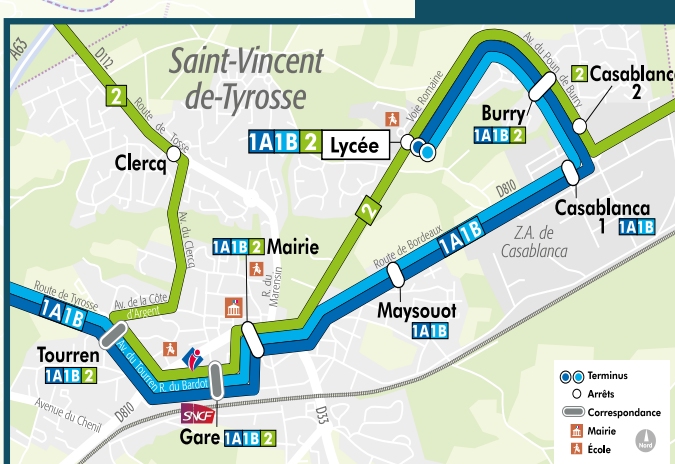 A63
D112
2
Route de Tosse
Saint-Vincent
de-Tyrosse
Voie Romaine
Av. du Poun. de Burry
2 Casablanca
2
Burry
1A 1B 2
1A 1B 2 Lycée
Clercq
Av. du Clercq
2
D810
Casablanca
1 1A 1B
1A 1B
Route de Bordeaux
Z.A. de
Casablanca
1A 1B 2 Mairie
R. du
Marensin
Maysouot
1A 1B
Route de Tyrosse
1A 1B
Av. de la Côte
d'Argent
Tourren
1A 1B 2
Av. du Tourren
R. du Bardot
Avenue du Chenil
D810
SNCF
Gare 1A 1B 2
D33
Terminus
Arrêts
Correspondance
Mairie
École
Nord